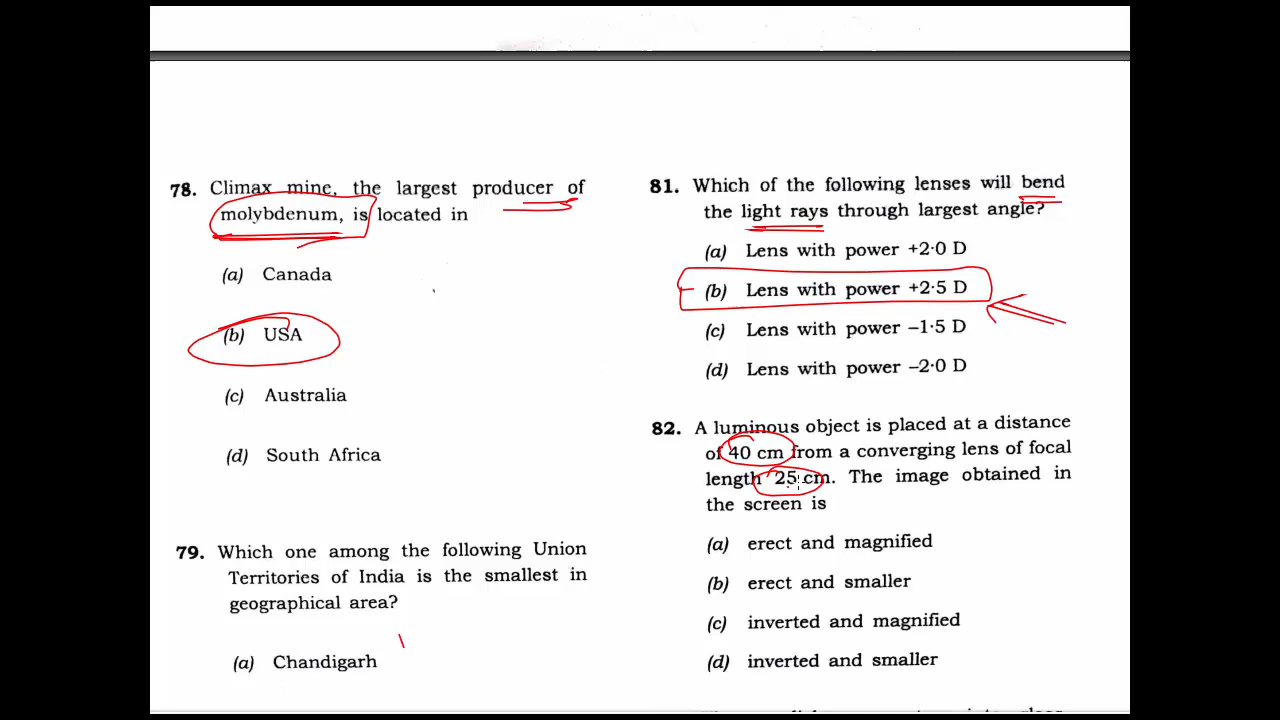 78. Climax mine, the largest producer of
molybdenum, is located in
(a) Canada
(b) USA
(c) Australia
(d) South Africa
79. Which one among the following Union
Territories of India is the smallest in
geographical area?
(a) Chandigarh
81. Which of the following lenses will bend
the light rays through largest angle?
(a) Lens with power +2·0 D
(b) Lens with power +2·5 D
(c) Lens with power –1·5 D
(d) Lens with power –2·0 D
82. A luminous object is placed at a distance
of 40 cm from a converging lens of focal
length 25 cm. The image obtained in
the screen is
(a) erect and magnified
(b) erect and smaller
(c) inverted and magnified
(d) inverted and smaller